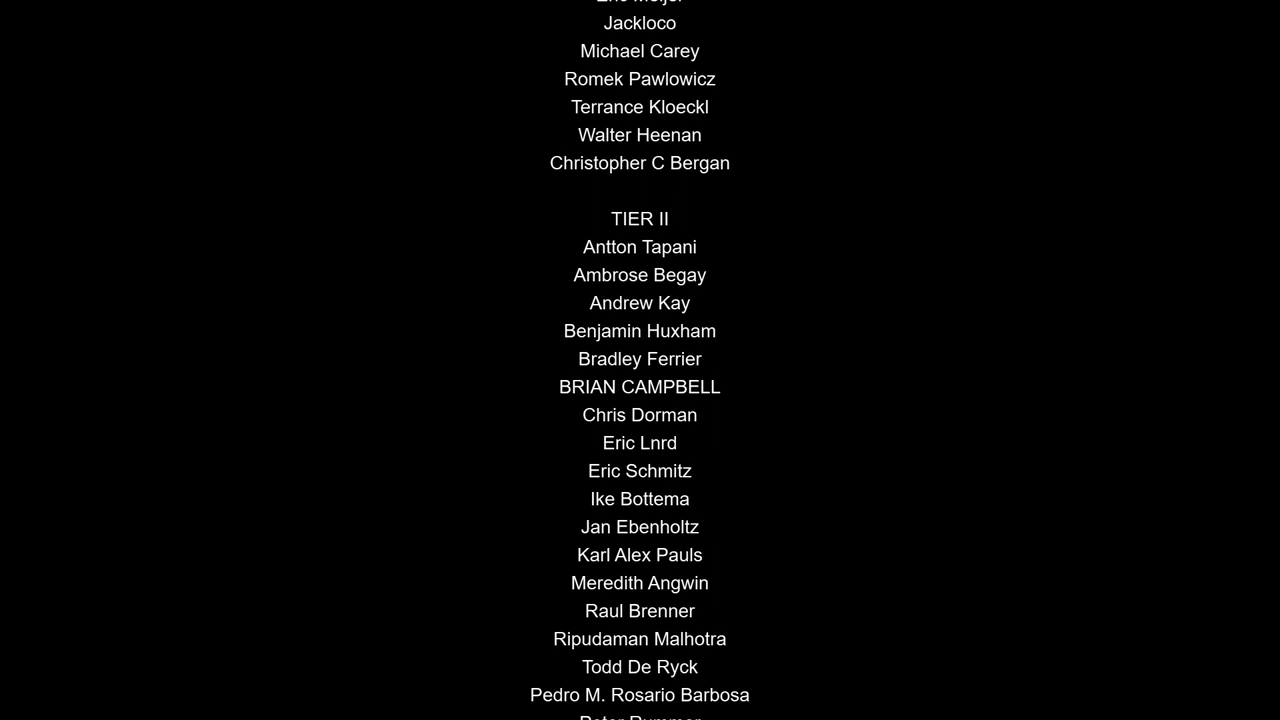 Jackloco
Michael Carey
Romek Pawlowicz
Terrance Kloeckl
Walter Heenan
Christopher C Bergan
TIER II
Antton Tapani
Ambrose Begay
Andrew Kay
Benjamin Huxham
Bradley Ferrier
BRIAN CAMPBELL
Chris Dorman
Eric Lnrd
Eric Schmitz
Ike Bottema
Jan Ebenholtz
Karl Alex Pauls
Meredith Angwin
Raul Brenner
Ripudaman Malhotra
Todd De Ryck
Pedro M. Rosario Barbosa